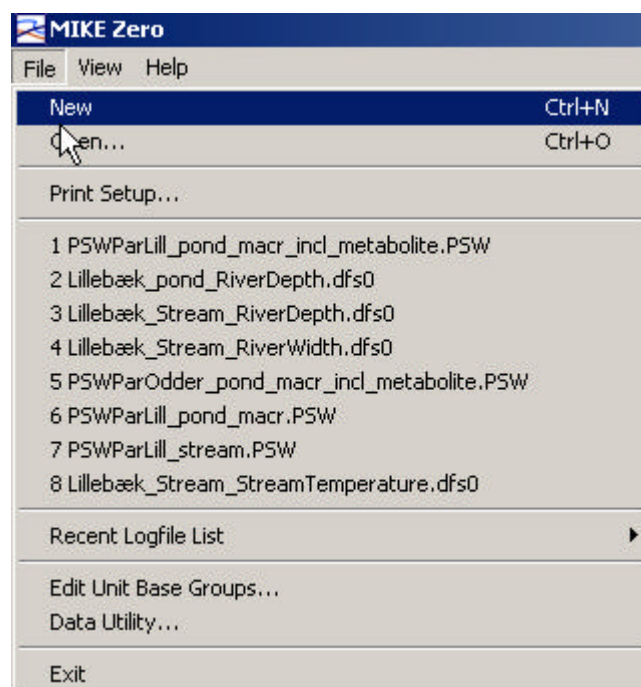 MIKE Zero
File View Help
New Ctrl+N
Open... Ctrl+O
Print Setup...
1 PSWParLill_pond_macr_incl_metabolite.PSW
2 Lillebæk_pond_RiverDepth.dfs0
3 Lillebæk_Stream_RiverDepth.dfs0
4 Lillebæk_Stream_RiverWidth.dfs0
5 PSWParOdder_pond_macr_incl_metabolite.PSW
6 PSWParLill_pond_macr.PSW
7 PSWParLill_stream.PSW
8 Lillebæk_Stream_StreamTemperature.dfs0
Recent Logfile List
Edit Unit Base Groups...
Data Utility...
Exit